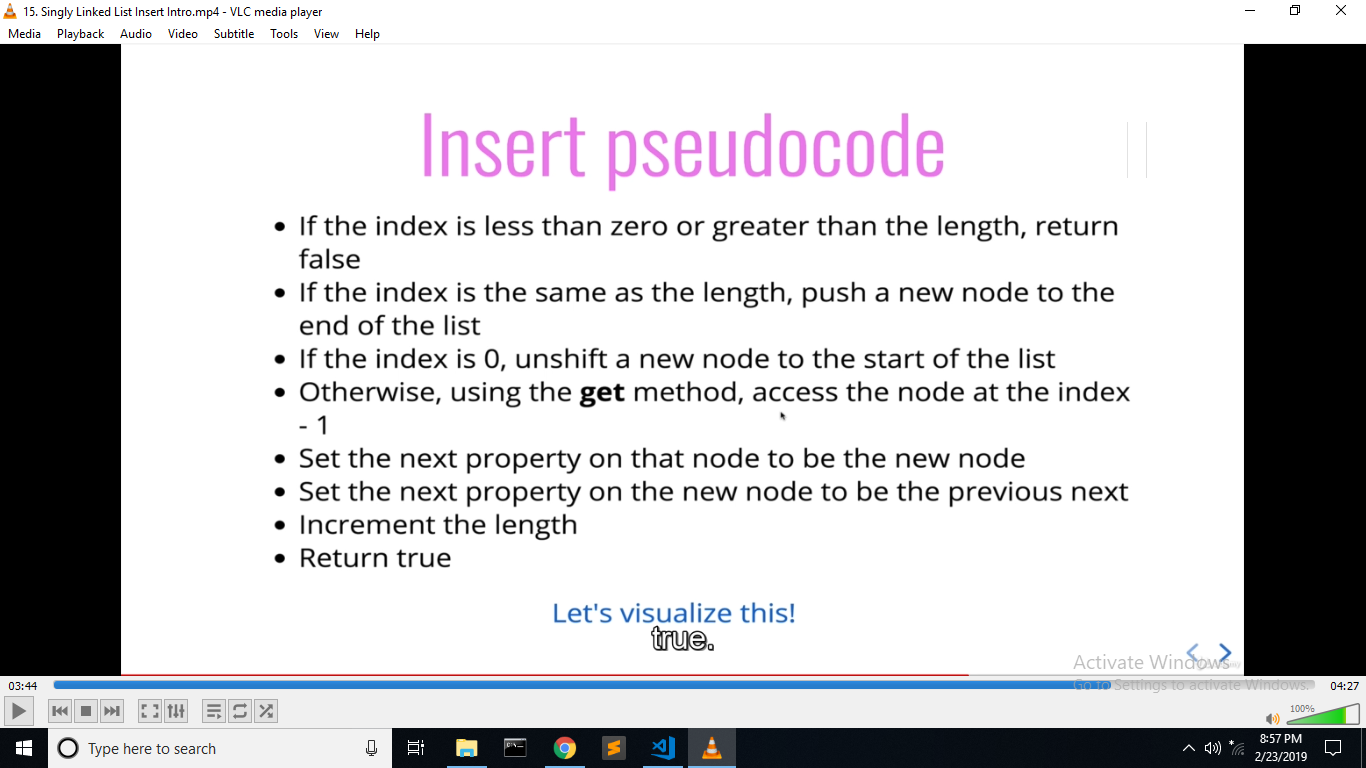 15. Singly Linked List Insert Intro.mp4 - VLC media player
Media Playback Audio Video Subtitle Tools View Help
Insert pseudocode
• If the index is less than zero or greater than the length, return
false
• If the index is the same as the length, push a new node to the
end of the list
• If the index is 0, unshift a new node to the start of the list
• Otherwise, using the get method, access the node at the index
- 1
• Set the next property on that node to be the new node
• Set the next property on the new node to be the previous next
• Increment the length
• Return true
Let's visualize this!
true.
Activate Windows
Go to Settings to activate Windows.
03:44
04:27
100%
Type here to search
8:57 PM
2/23/2019